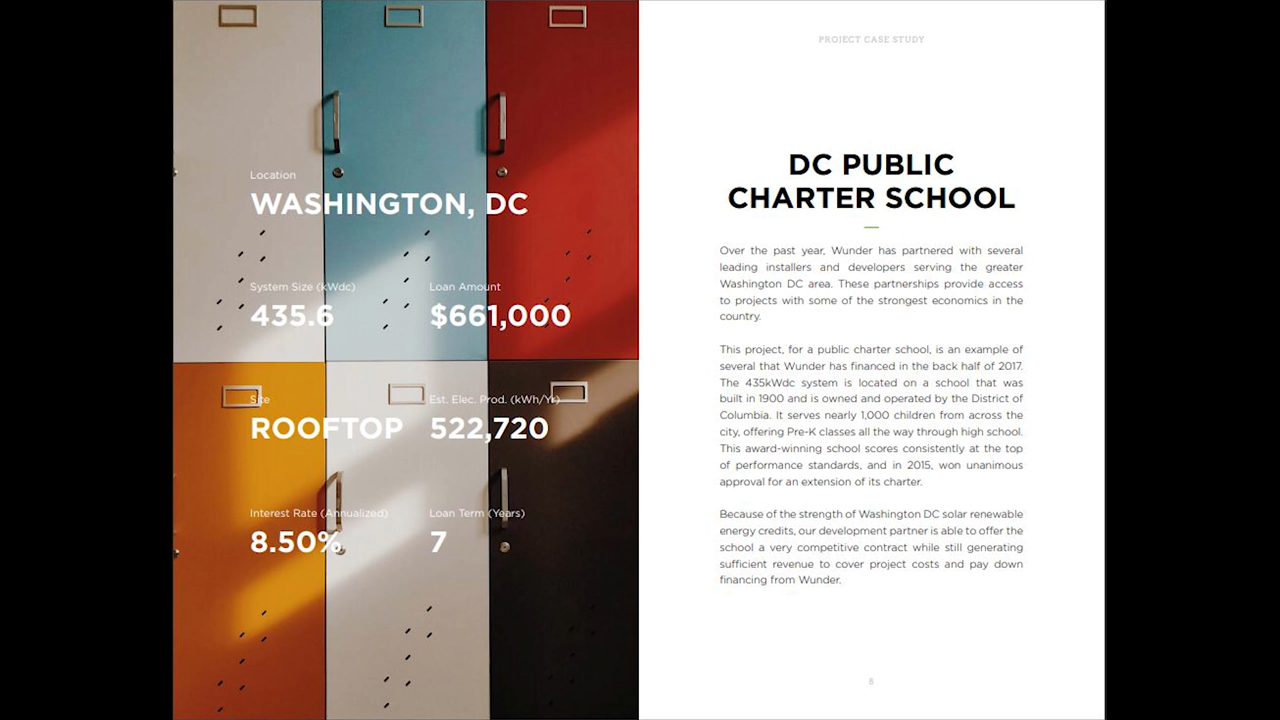 Location
WASHINGTON, DC
System Size (kWdc)
Loan Amount
435.6
$661,000
Site
Est. Elec. Prod. (kWh/Yr)
ROOFTOP
522,720
Interest Rate (Annualized)
Loan Term (Years)
8.50%
7
PROJECT CASE STUDY
DC PUBLIC
CHARTER SCHOOL
Over the past year, Wunder has partnered with several
leading installers and developers serving the greater
Washington DC area. These partnerships provide access
to projects with some of the strongest economics in the
country.
This project, for a public charter school, is an example of
several that Wunder has financed in the back half of 2017.
The 435kWdc system is located on a school that was
built in 1900 and is owned and operated by the District of
Columbia. It serves nearly 1,000 children from across the
city, offering Pre-K classes all the way through high school.
This award-winning school scores consistently at the top
of performance standards, and in 2015, won unanimous
approval for an extension of its charter.
Because of the strength of Washington DC solar renewable
energy credits, our development partner is able to offer the
school a very competitive contract while still generating
sufficient revenue to cover project costs and pay down
financing from Wunder.
8